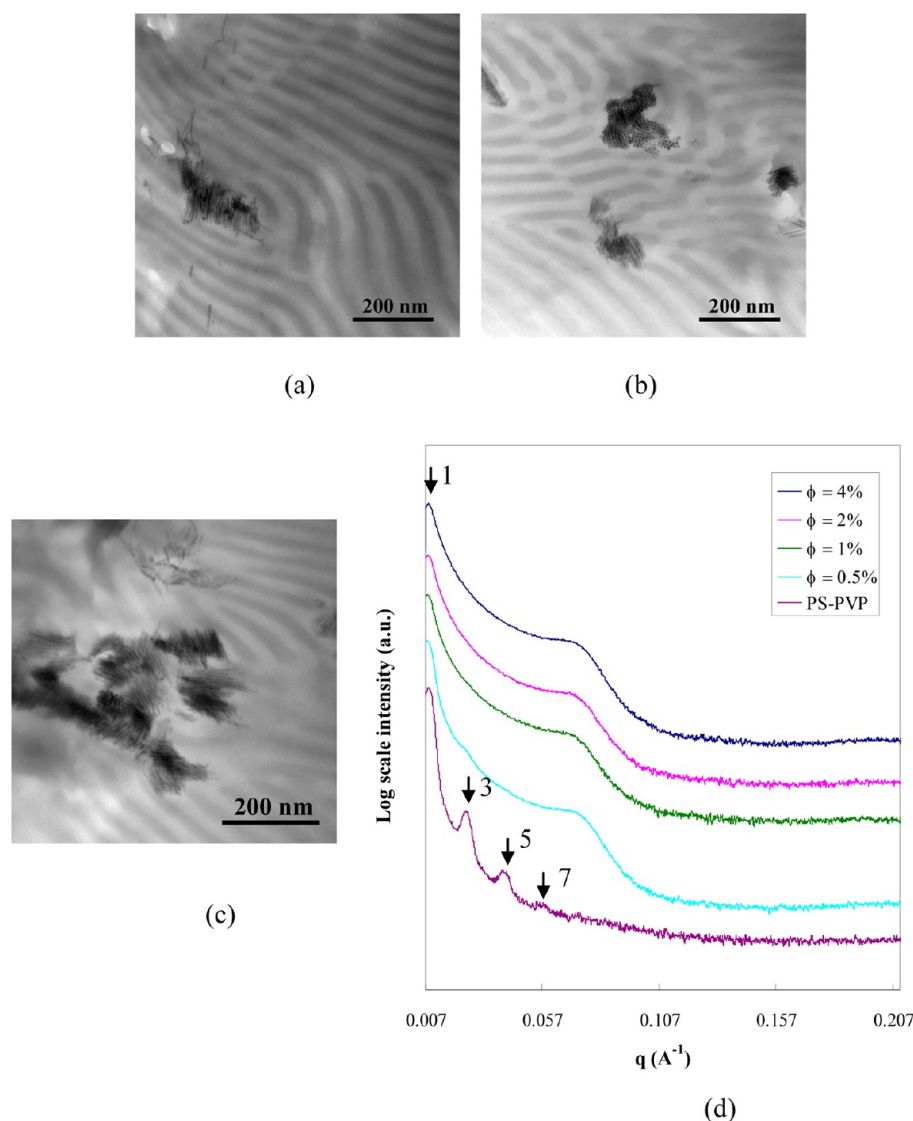 200 nm
200 nm
(a)
(b)
1
ϕ = 4%
ϕ = 2%
ϕ = 1%
ϕ = 0.5%
PS-PVP
Log scale intensity (a.u.)
3
5
7
200 nm
(c)
0.007
0.057
0.107
0.157
0.207
q (A⁻¹)
(d)